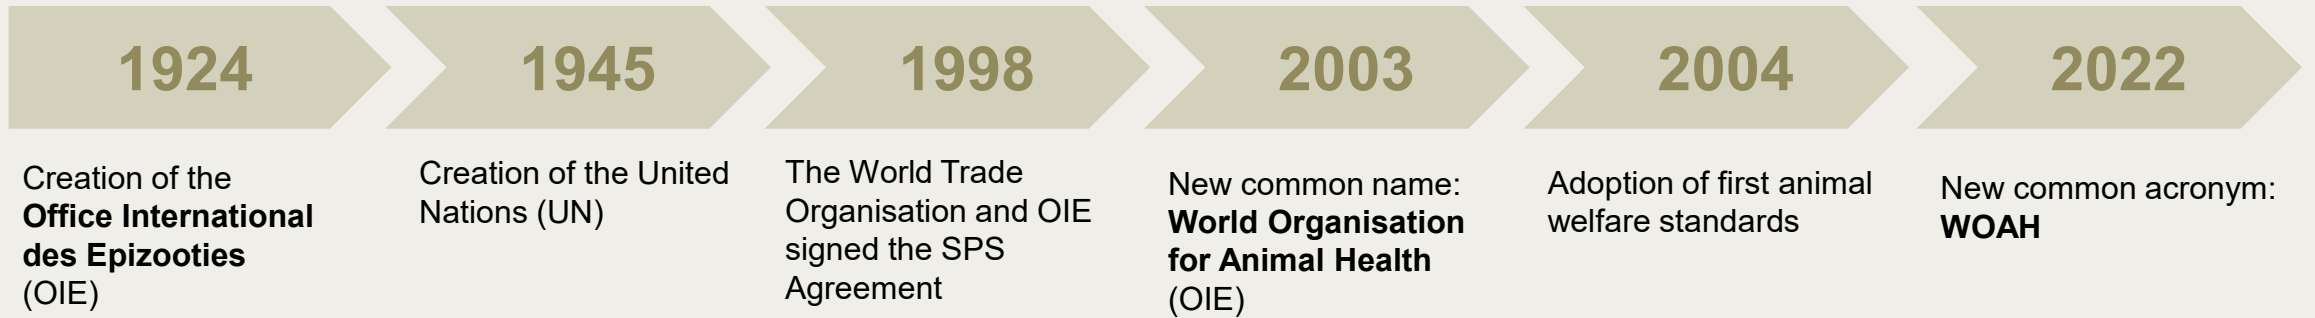 1924
Creation of the
Office International
des Epizooties
(OIE)
1945
Creation of the United
Nations (UN)
1998
The World Trade
Organisation and OIE
signed the SPS
Agreement
2003
New common name:
World Organisation
for Animal Health
(OIE)
2004
Adoption of first animal
welfare standards
2022
New common acronym:
WOAH